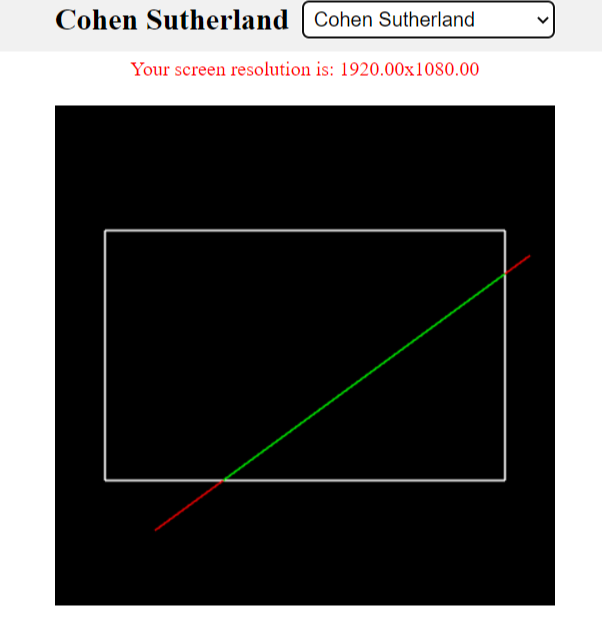 Cohen Sutherland Cohen Sutherland
Your screen resolution is: 1920.00x1080.00